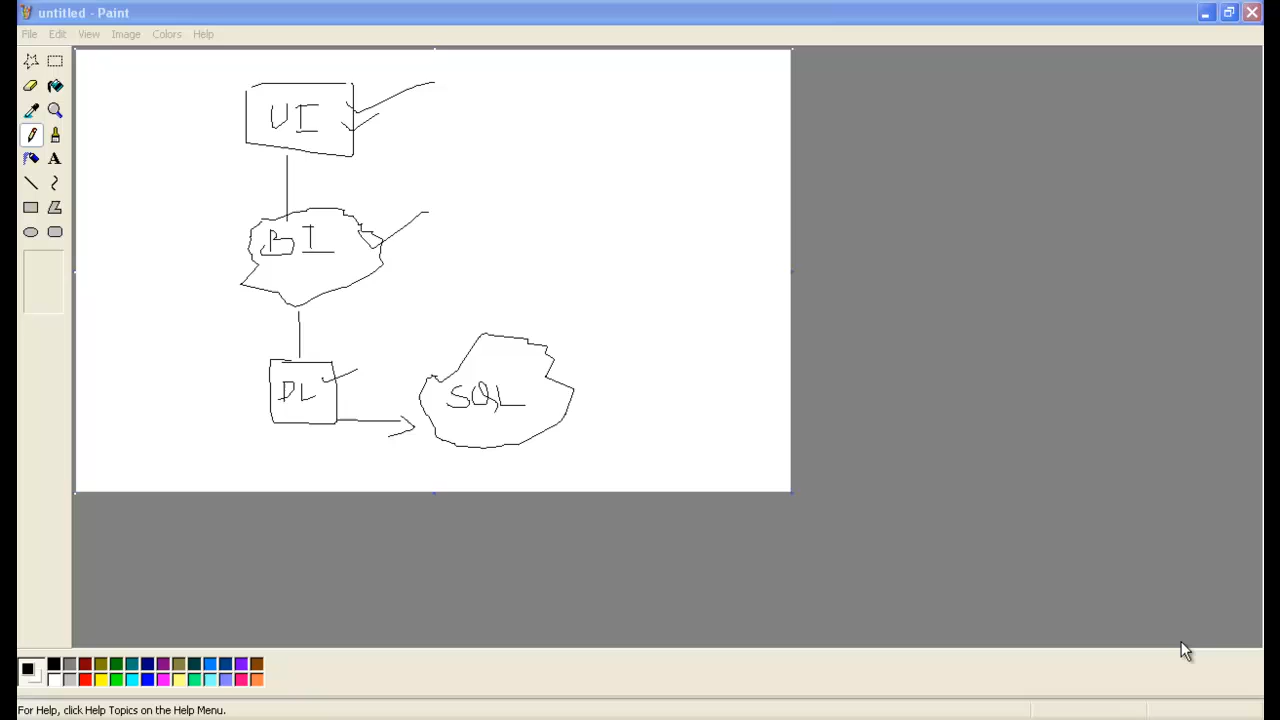 untitled - Paint
File Edit View Image Colors Help
UI
BI
DL
SQL
For Help, click Help Topics on the Help Menu.